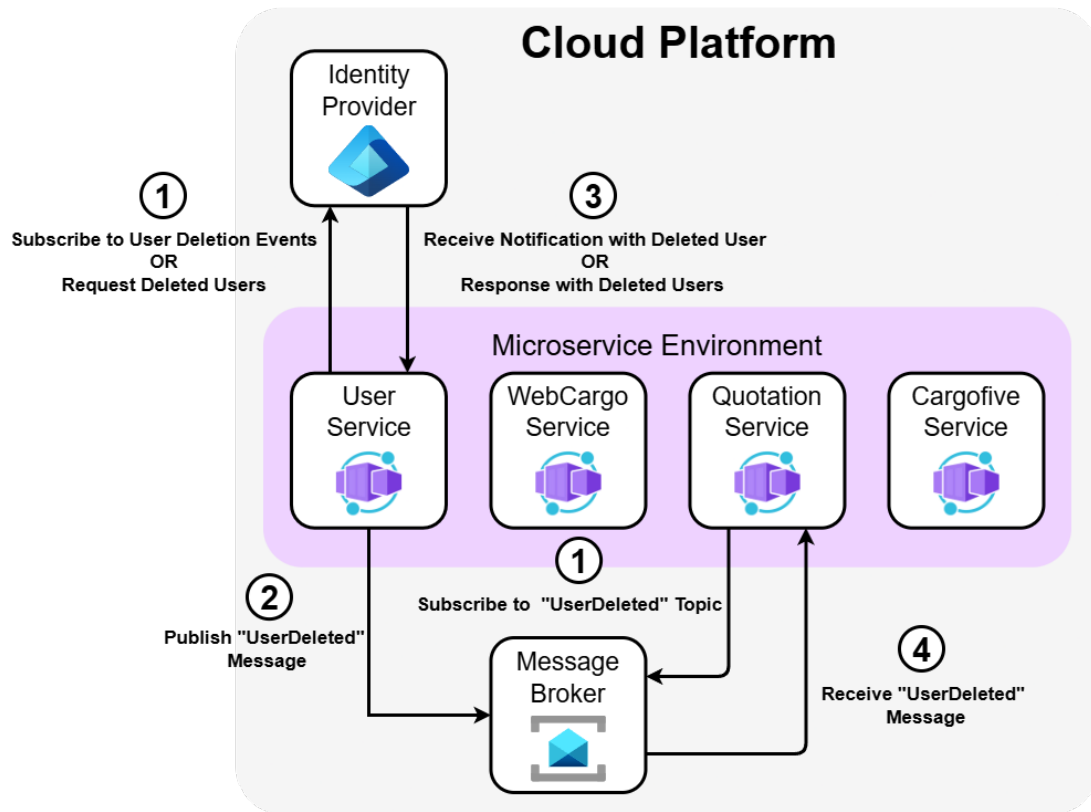 Cloud Platform
Identity
Provider
1
Subscribe to User Deletion Events
OR
Request Deleted Users
3
Receive Notification with Deleted User
OR
Response with Deleted Users
Microservice Environment
User
Service
WebCargo
Service
Quotation
Service
Cargofive
Service
1
Subscribe to "UserDeleted" Topic
2
Publish "UserDeleted"
Message
Message
Broker
4
Receive "UserDeleted"
Message